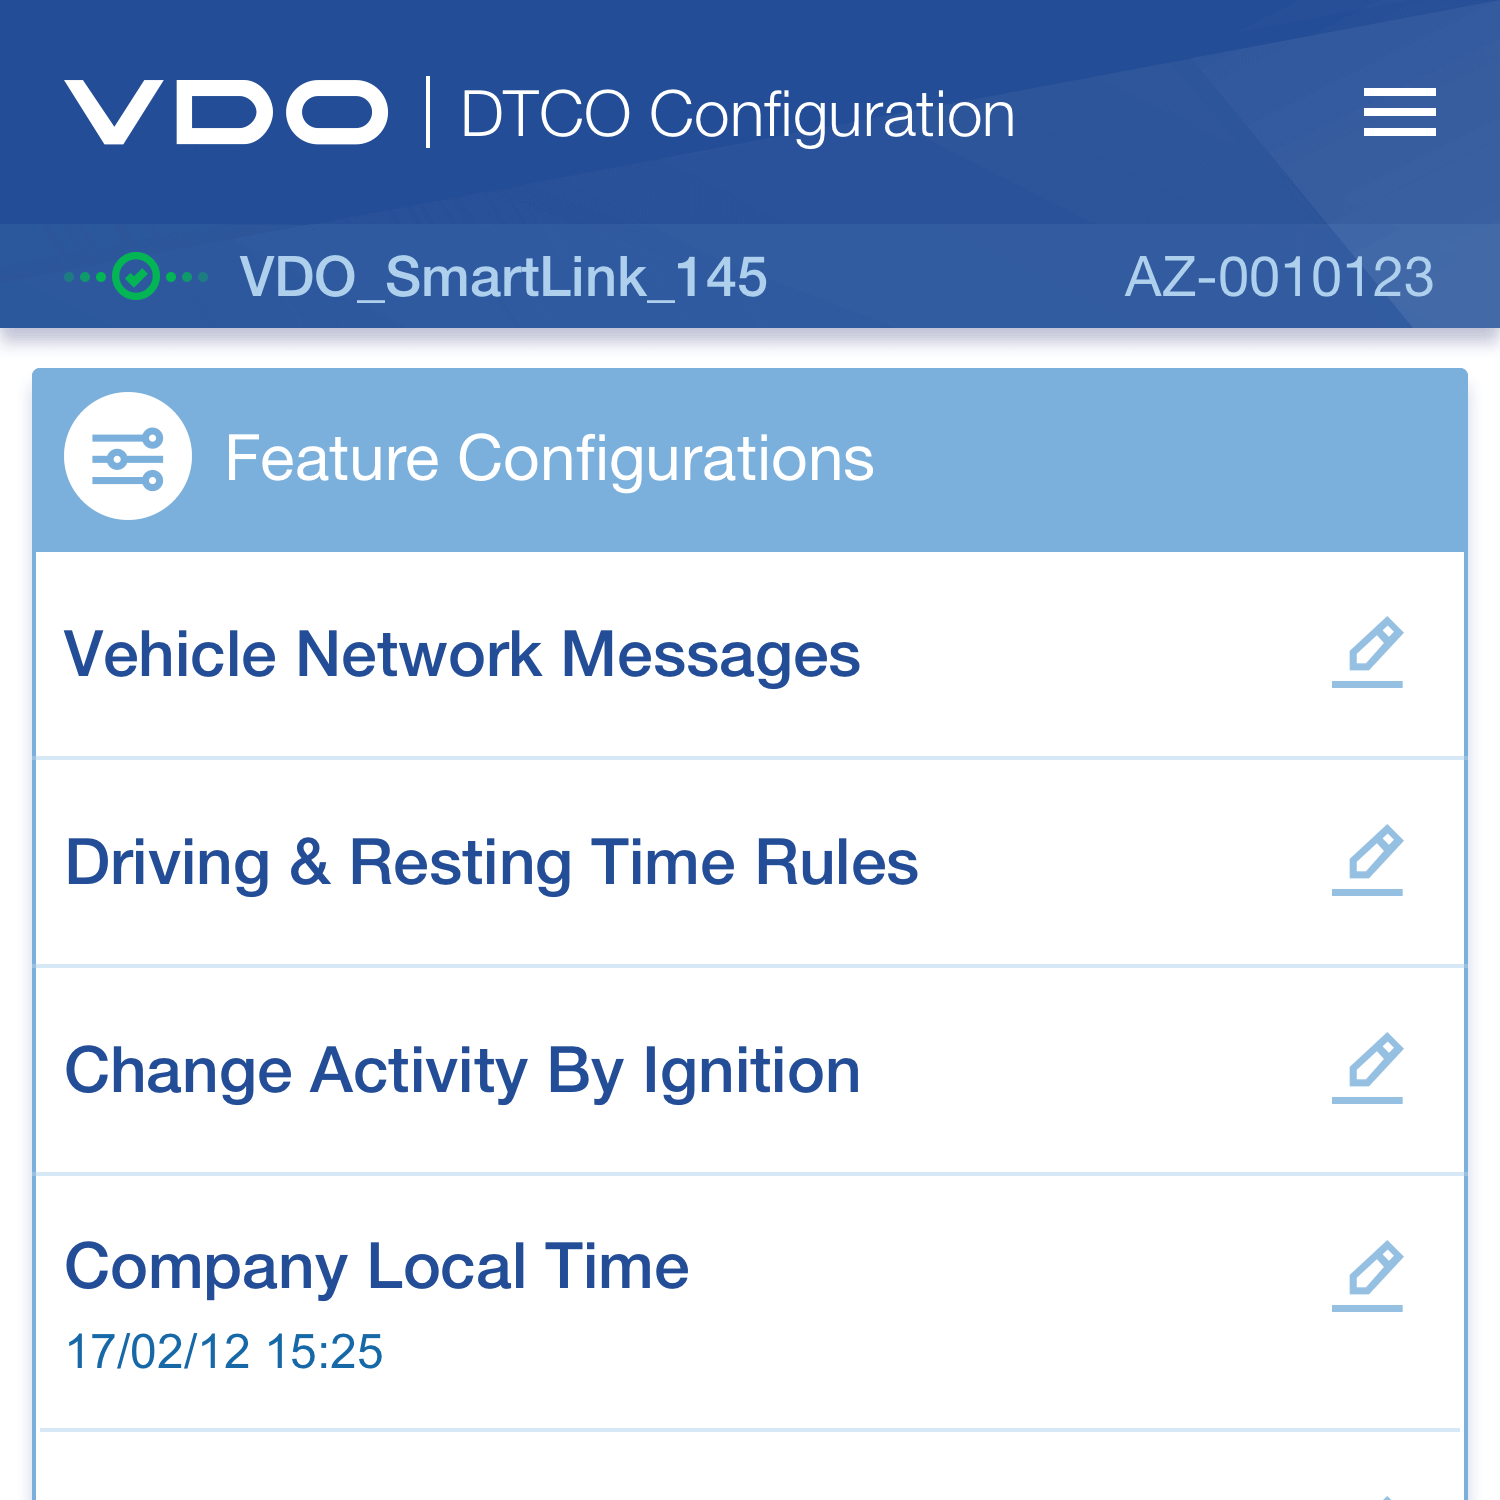 VDO | DTCO Configuration
VDO_SmartLink_145 AZ-0010123
Feature Configurations
Vehicle Network Messages
Driving & Resting Time Rules
Change Activity By Ignition
Company Local Time
17/02/12 15:25